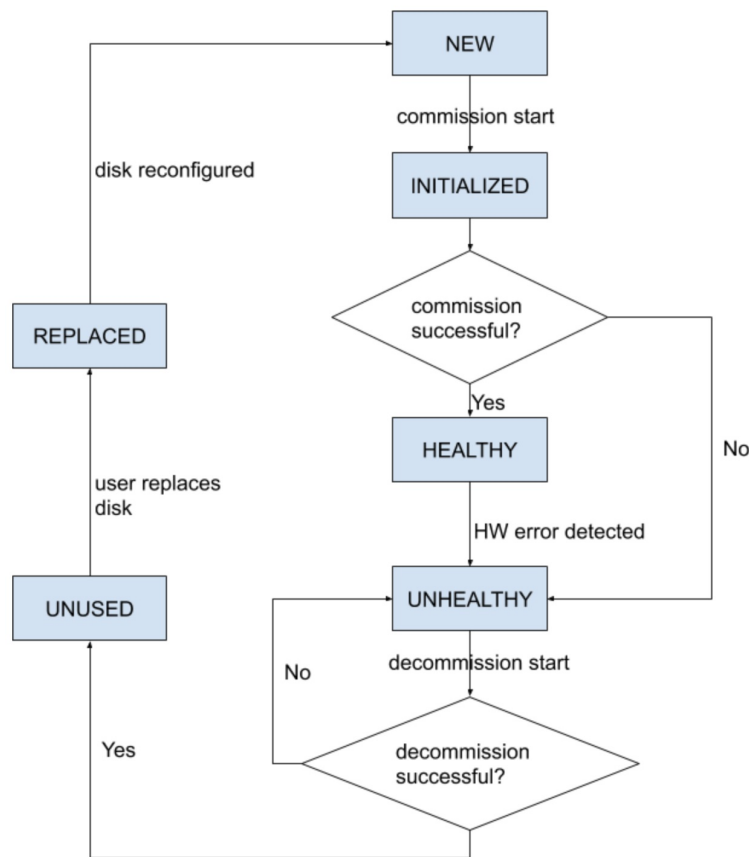 NEW
commission start
disk reconfigured
INITIALIZED
commission
successful?
REPLACED
Yes
HEALTHY
No
user replaces
disk
HW error detected
UNUSED
UNHEALTHY
decommission start
No
Yes
decommission
successful?